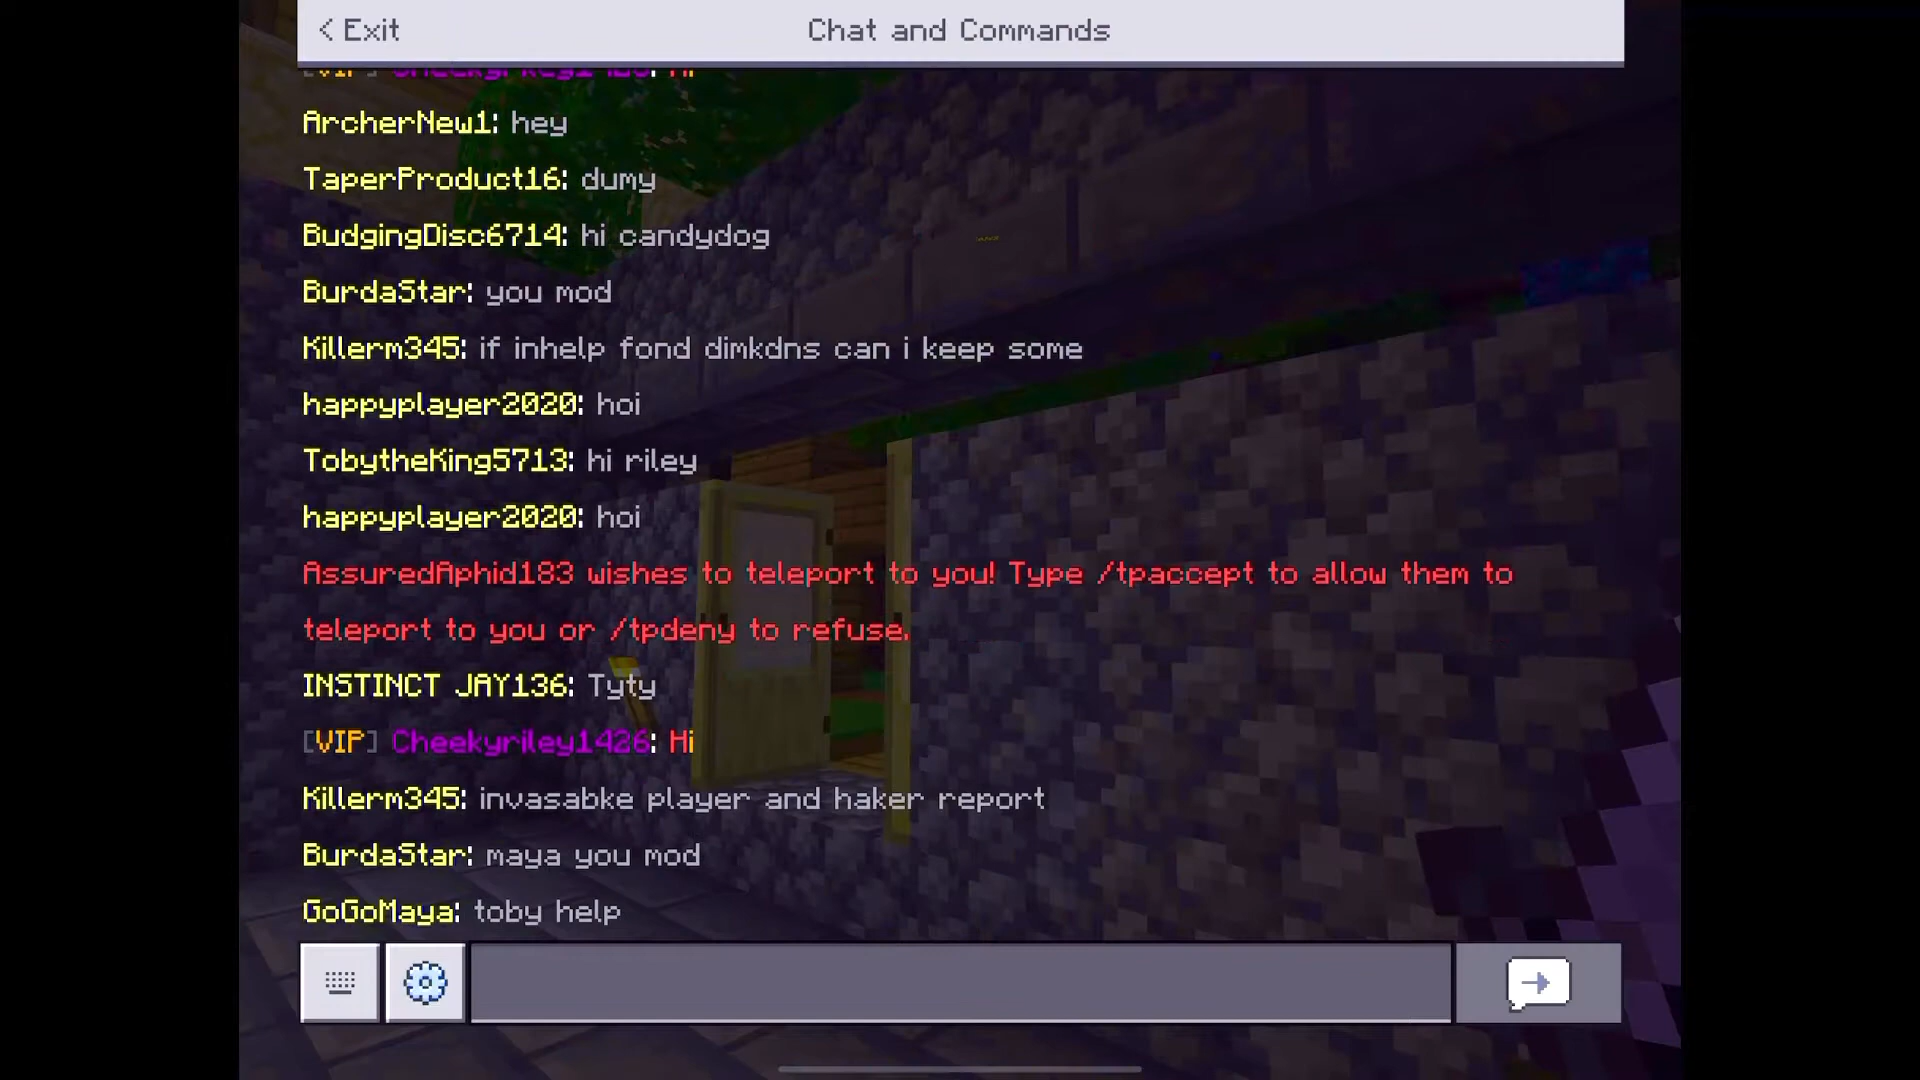 < Exit
Chat and Commands
[VIP] Cheekyriley1426: Hi
ArcherNew1: hey
TaperProduct16: dumy
BudgingDisc6714: hi candydog
BurdaStar: you mod
Killerm345: if inhelp fond dimkdns can i keep some
happyplayer2020: hoi
TobytheKing5713: hi riley
happyplayer2020: hoi
AssuredAphid183 wishes to teleport to you! Type /tpaccept to allow them to
teleport to you or /tpdeny to refuse.
INSTINCT JAY136: Tyty
[VIP] Cheekyriley1426: Hi
Killerm345: invasabke player and haker report
BurdaStar: maya you mod
GoGoMaya: toby help